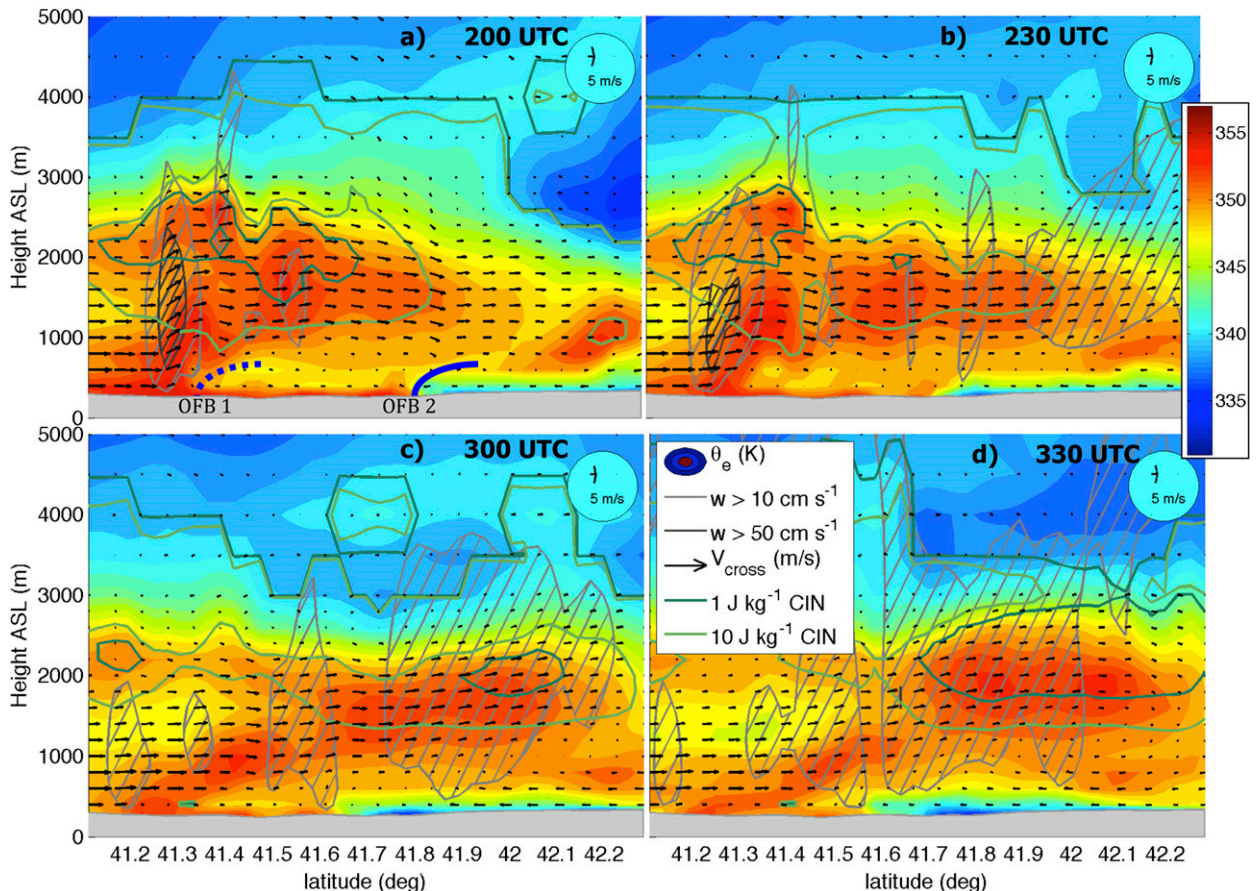 a) 200 UTC
b) 230 UTC
5 m/s
5 m/s
5000
4000
3000
2000
1000
0
Height ASL (m)
OFB 1
OFB 2
355
350
345
340
335
c) 300 UTC
d) 330 UTC
5 m/s
5 m/s
θe (K)
w > 10 cm s⁻¹
w > 50 cm s⁻¹
Vcross (m/s)
1 J kg⁻¹ CIN
10 J kg⁻¹ CIN
5000
4000
3000
2000
1000
0
Height ASL (m)
41.2 41.3 41.4 41.5 41.6 41.7 41.8 41.9 42 42.1 42.2
41.2 41.3 41.4 41.5 41.6 41.7 41.8 41.9 42 42.1 42.2
latitude (deg)
latitude (deg)